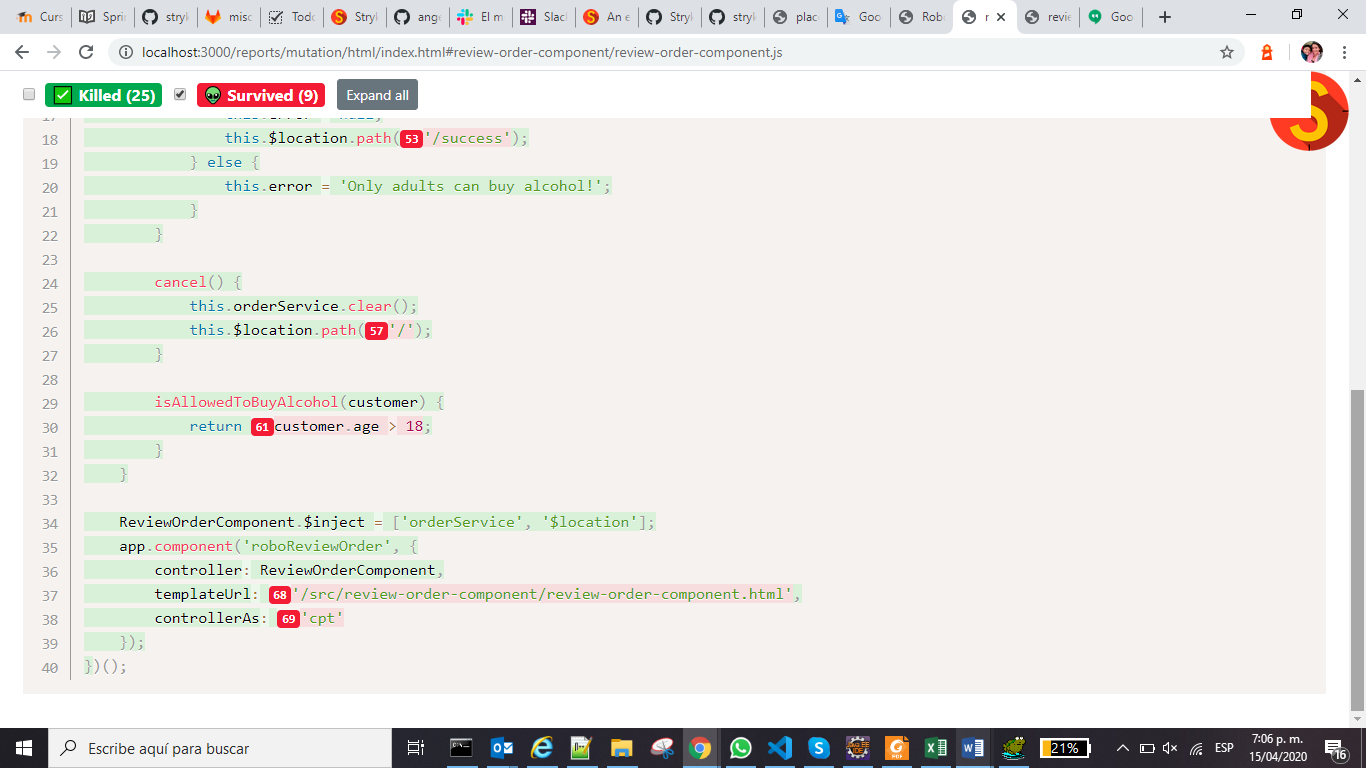 Curs
Sprin
stryk
misc
Todo
Stryk
ange
El m
Slac
An e
Stryk
stryk
plac
Goo
Rob
r
revie
Goo
localhost:3000/reports/mutation/html/index.html#review-order-component/review-order-component.js
Killed (25)
Survived (9)
Expand all
18 this.$location.path( 53 '/success');
19 } else {
20 this.error = 'Only adults can buy alcohol!';
21 }
22 }
23
24 cancel() {
25 this.orderService.clear();
26 this.$location.path( 57 '/');
27 }
28
29 isAllowedToBuyAlcohol(customer) {
30 return 61 customer.age > 18;
31 }
32 }
33
34 ReviewOrderComponent.$inject = ['orderService', '$location'];
35 app.component('roboReviewOrder', {
36 controller: ReviewOrderComponent,
37 templateUrl: 68 '/src/review-order-component/review-order-component.html',
38 controllerAs: 69 'cpt'
39 });
40 })();
Escribe aquí para buscar
21%
ESP
7:06 p. m.
15/04/2020
16